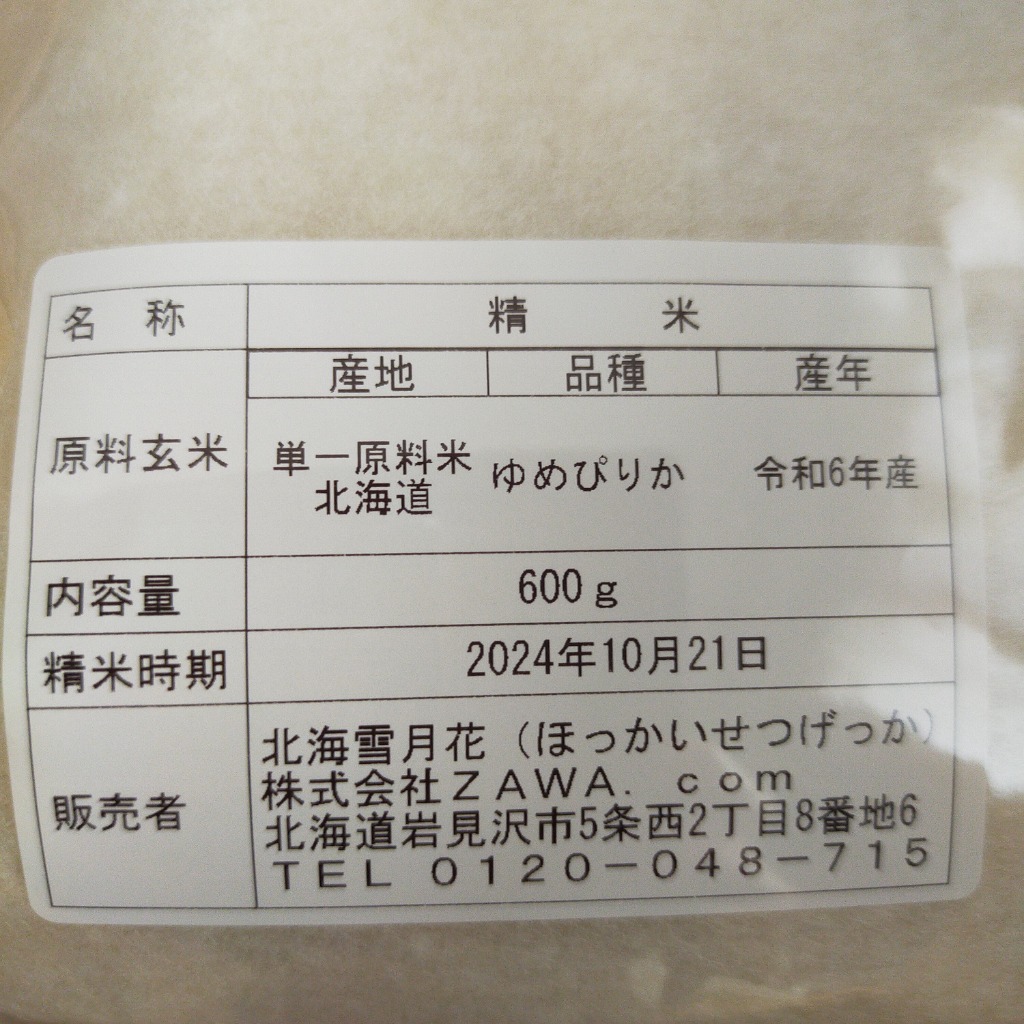 名　称　精　米
産地　品種　産年
原料玄米　単一原料米　ゆめぴりか　令和6年産
北海道
内容量　600ｇ
精米時期　2024年10月21日
販売者　北海雪月花（ほっかいせつげっか）
株式会社ＺＡＷＡ．ｃｏｍ
北海道岩見沢市5条西2丁目8番地6
ＴＥＬ ０１２０－０４８－７１５